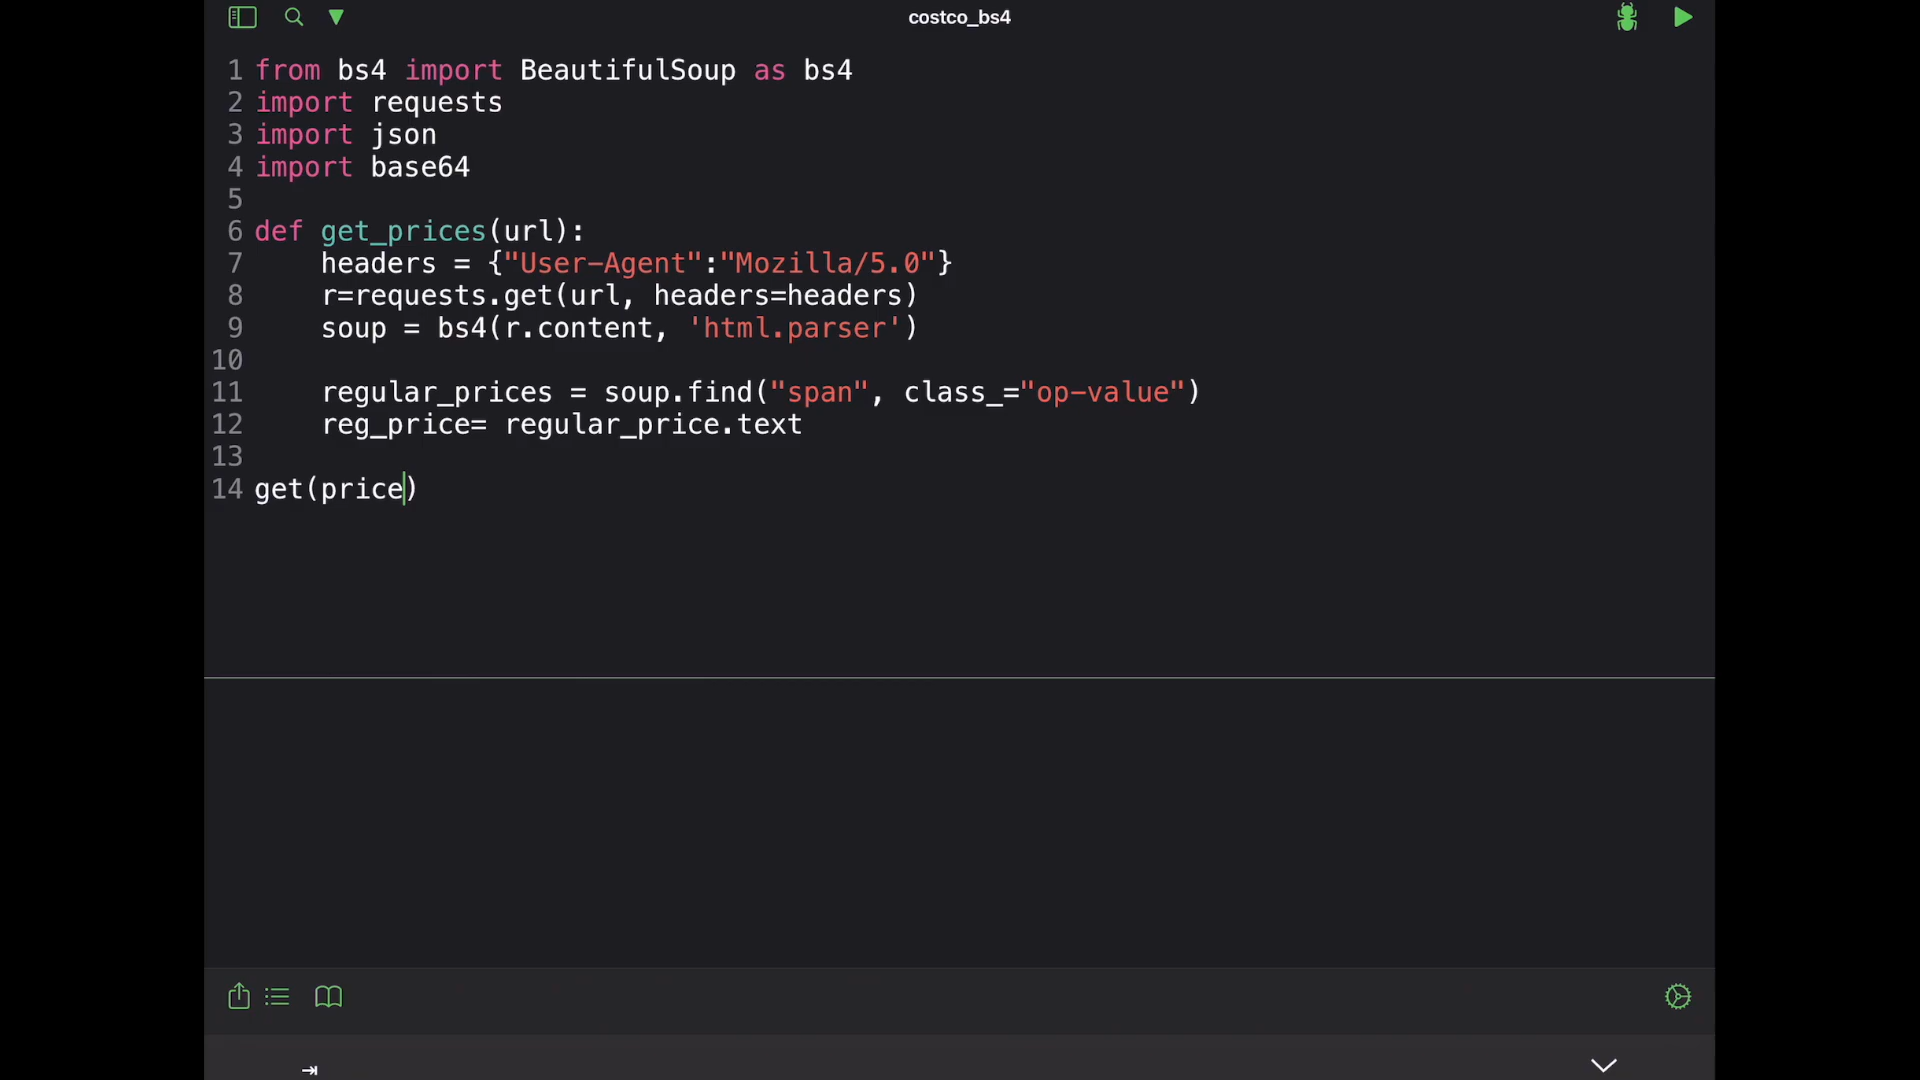 costco_bs4
1 from bs4 import BeautifulSoup as bs4
2 import requests
3 import json
4 import base64
5
6 def get_prices(url):
7     headers = {"User-Agent":"Mozilla/5.0"}
8     r=requests.get(url, headers=headers)
9     soup = bs4(r.content, 'html.parser')
10
11     regular_prices = soup.find("span", class_="op-value")
12     reg_price= regular_price.text
13
14 get(price)